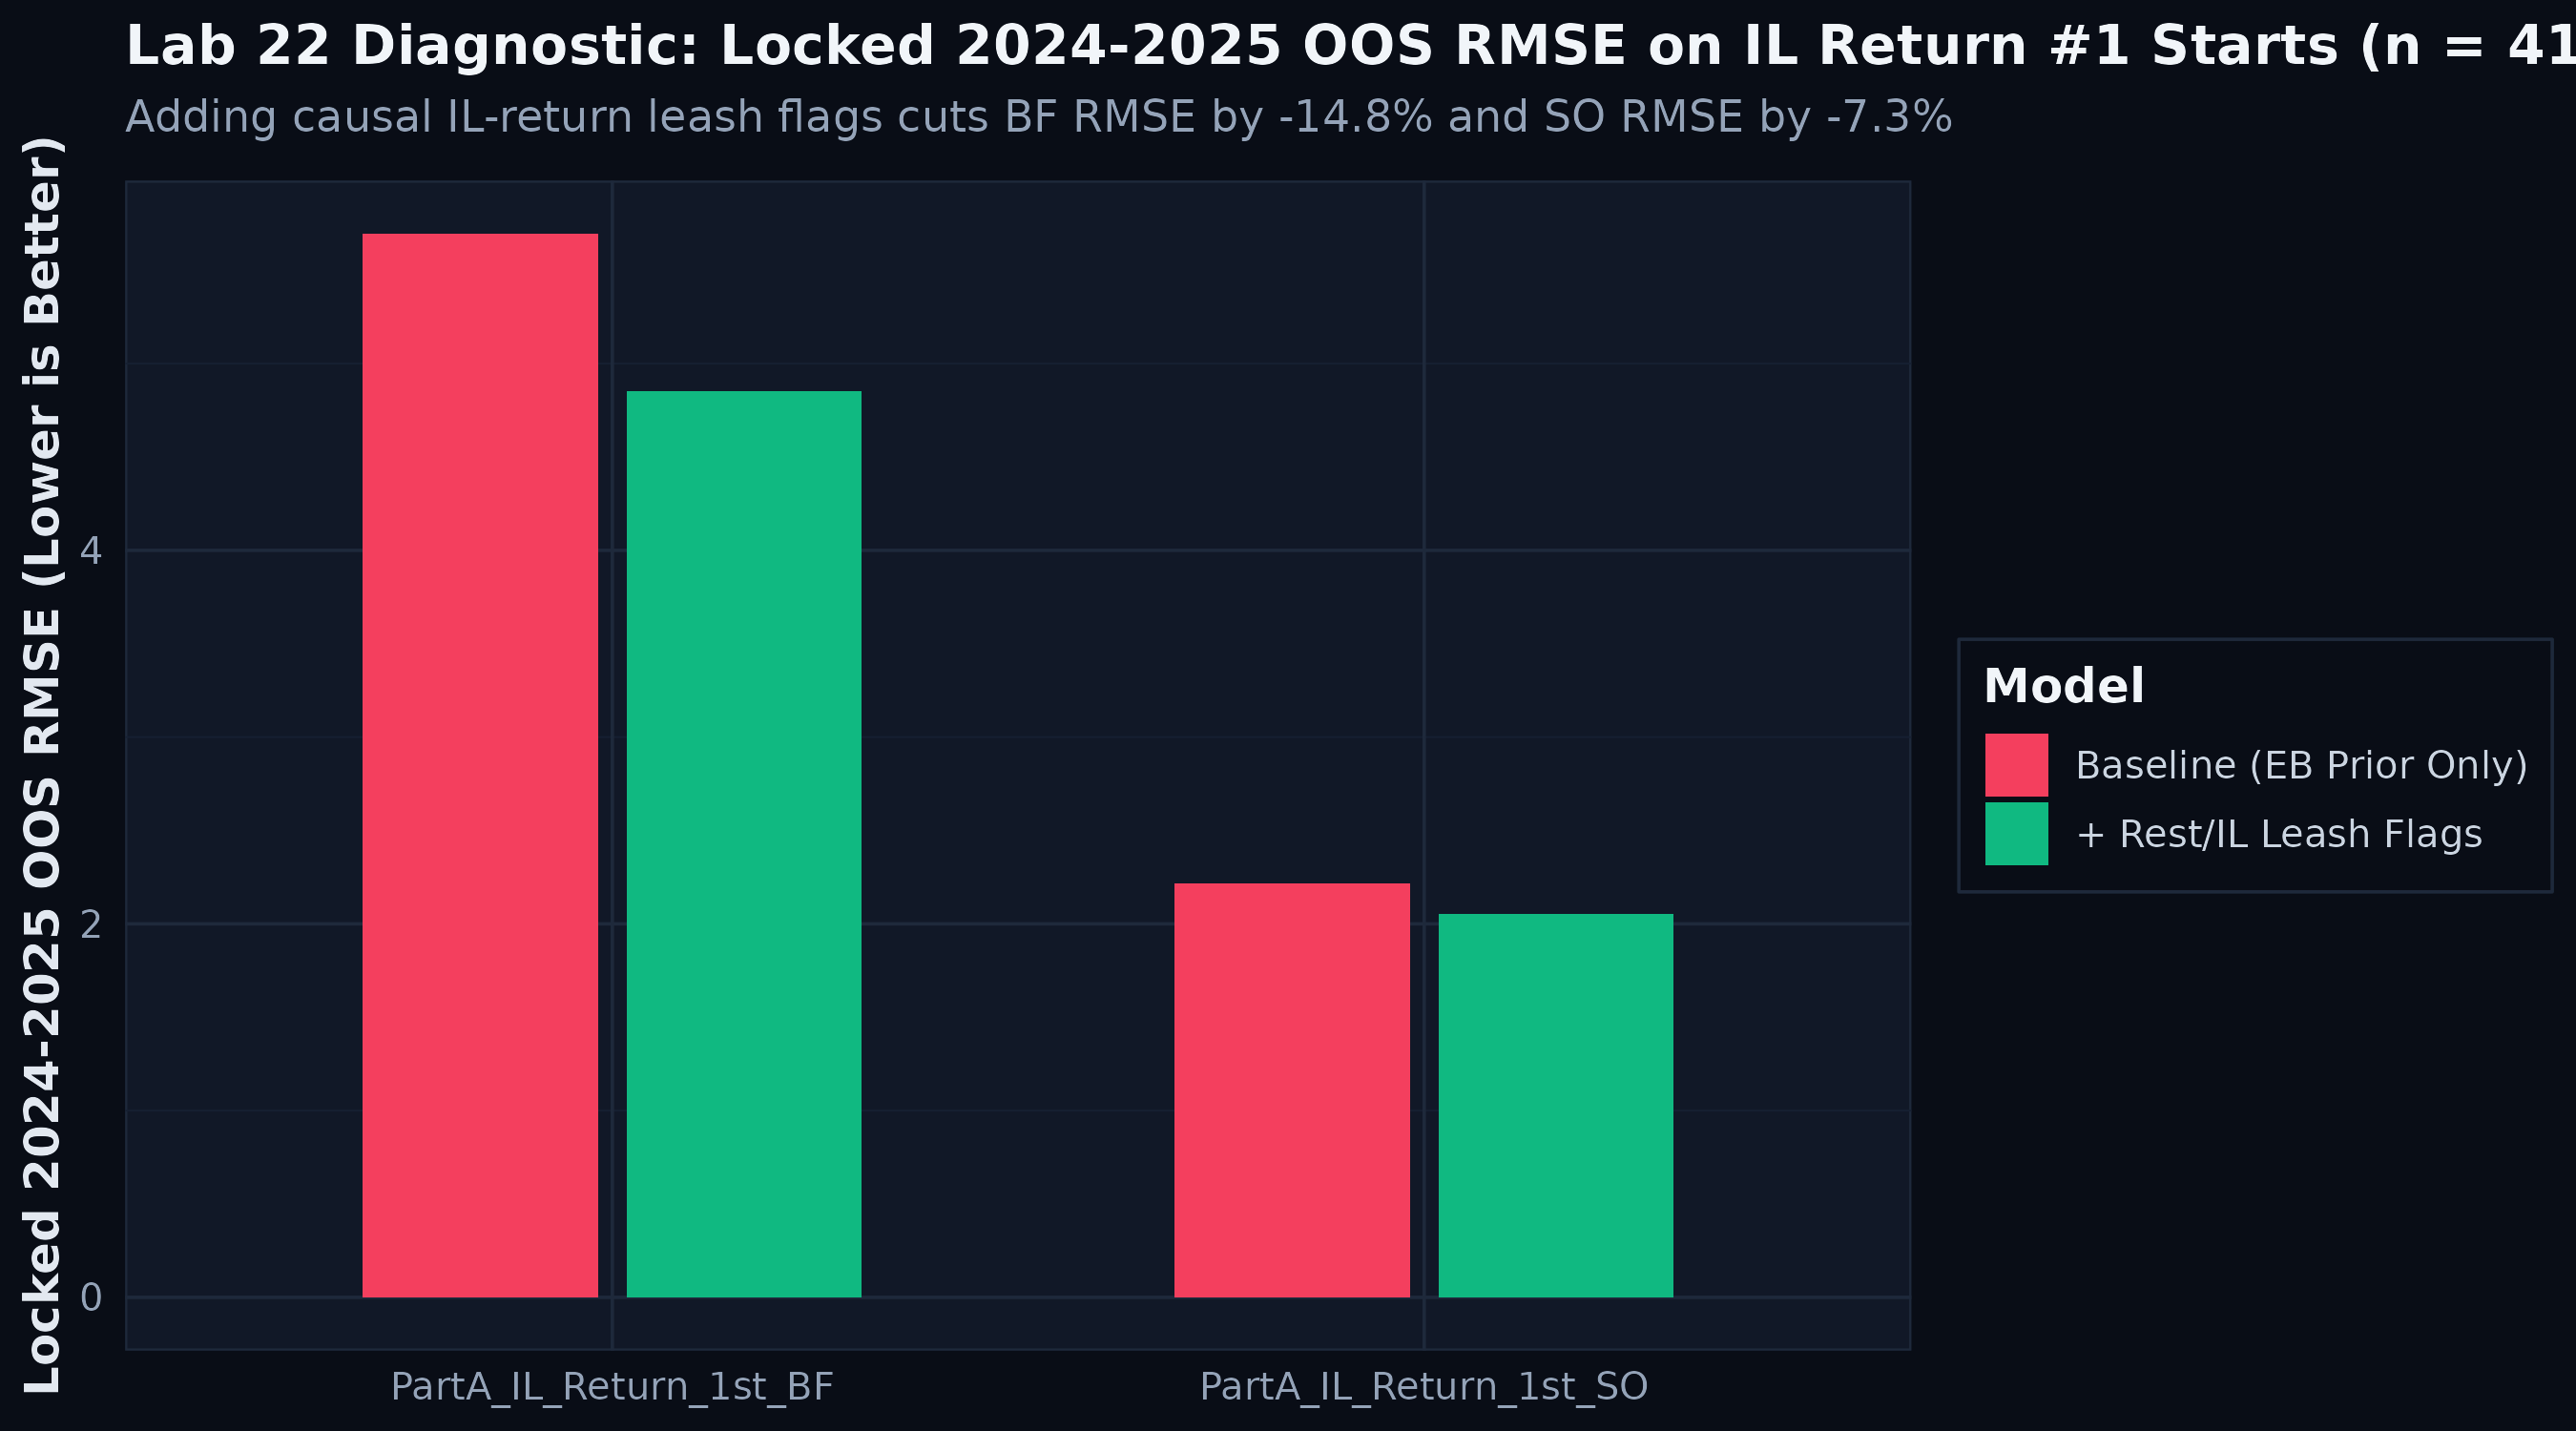 Lab 22 Diagnostic: Locked 2024-2025 OOS RMSE on IL Return #1 Starts (n = 41
Adding causal IL-return leash flags cuts BF RMSE by -14.8% and SO RMSE by -7.3%
Locked 2024-2025 OOS RMSE (Lower is Better)
4
2
0
PartA_IL_Return_1st_BF
PartA_IL_Return_1st_SO
Model
Baseline (EB Prior Only)
+ Rest/IL Leash Flags